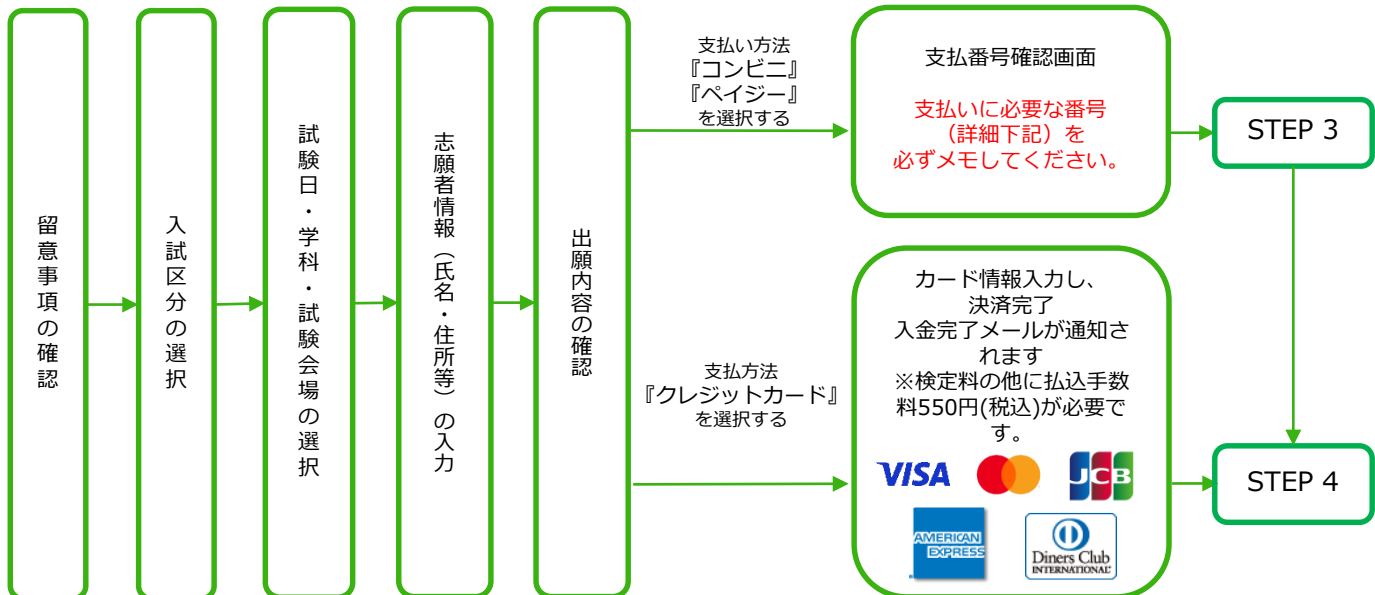 留意事項の確認
入試区分の選択
試験日・学科・試験会場の選択
志願者情報（氏名・住所等）の入力
出願内容の確認
支払い方法
『コンビニ』
『ペイジー』
を選択する
支払番号確認画面
支払いに必要な番号
（詳細下記）を
必ずメモしてください。
STEP 3
支払方法
『クレジットカード』
を選択する
カード情報入力し、
決済完了
入金完了メールが通知さ
れます
※検定料の他に払込手数
料550円(税込)が必要で
す。
VISA
JCB
AMERICAN
EXPRESS
Diners Club
INTERNATIONAL
STEP 4